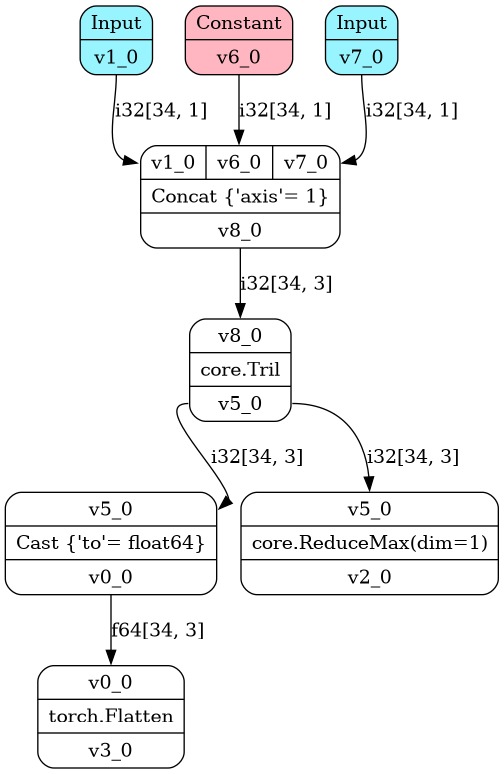 Input
v1_0
Constant
v6_0
Input
v7_0
i32[34, 1]
i32[34, 1]
i32[34, 1]
v1_0 v6_0 v7_0
Concat {'axis'= 1}
v8_0
i32[34, 3]
v8_0
core.Tril
v5_0
i32[34, 3]
i32[34, 3]
v5_0
Cast {'to'= float64}
v0_0
v5_0
core.ReduceMax(dim=1)
v2_0
f64[34, 3]
v0_0
torch.Flatten
v3_0